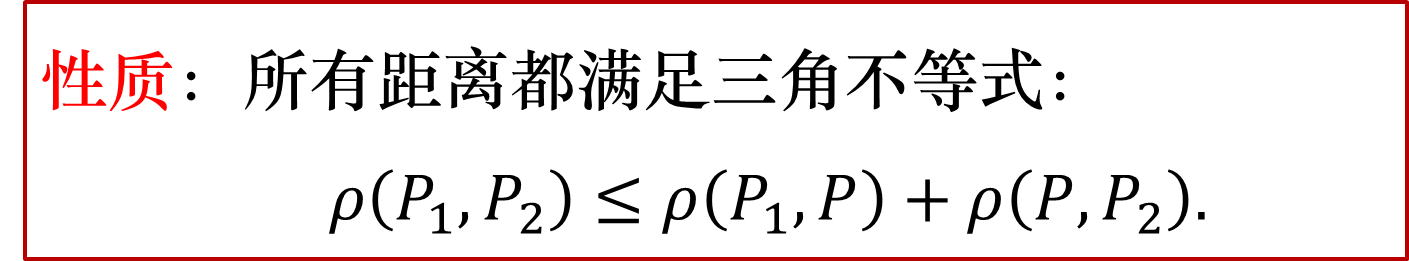 性质：所有距离都满足三角不等式：
𝜌(𝑃₁,𝑃₂) ≤ 𝜌(𝑃₁,𝑃) + 𝜌(𝑃,𝑃₂).